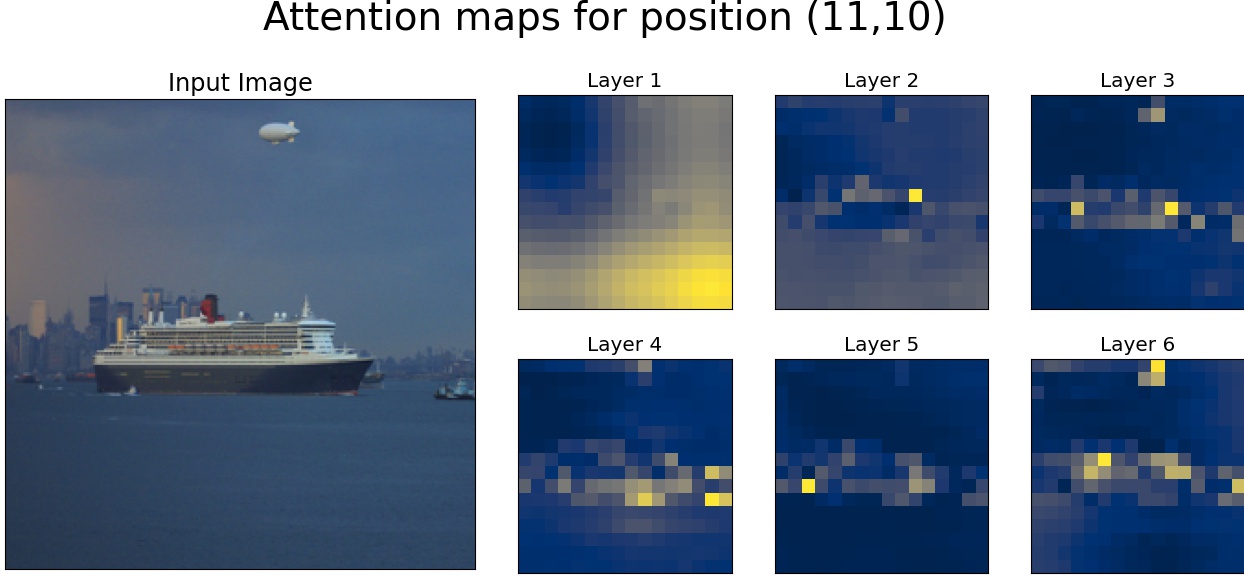 Attention maps for position (11,10)
Input Image
Layer 1
Layer 2
Layer 3
Layer 4
Layer 5
Layer 6